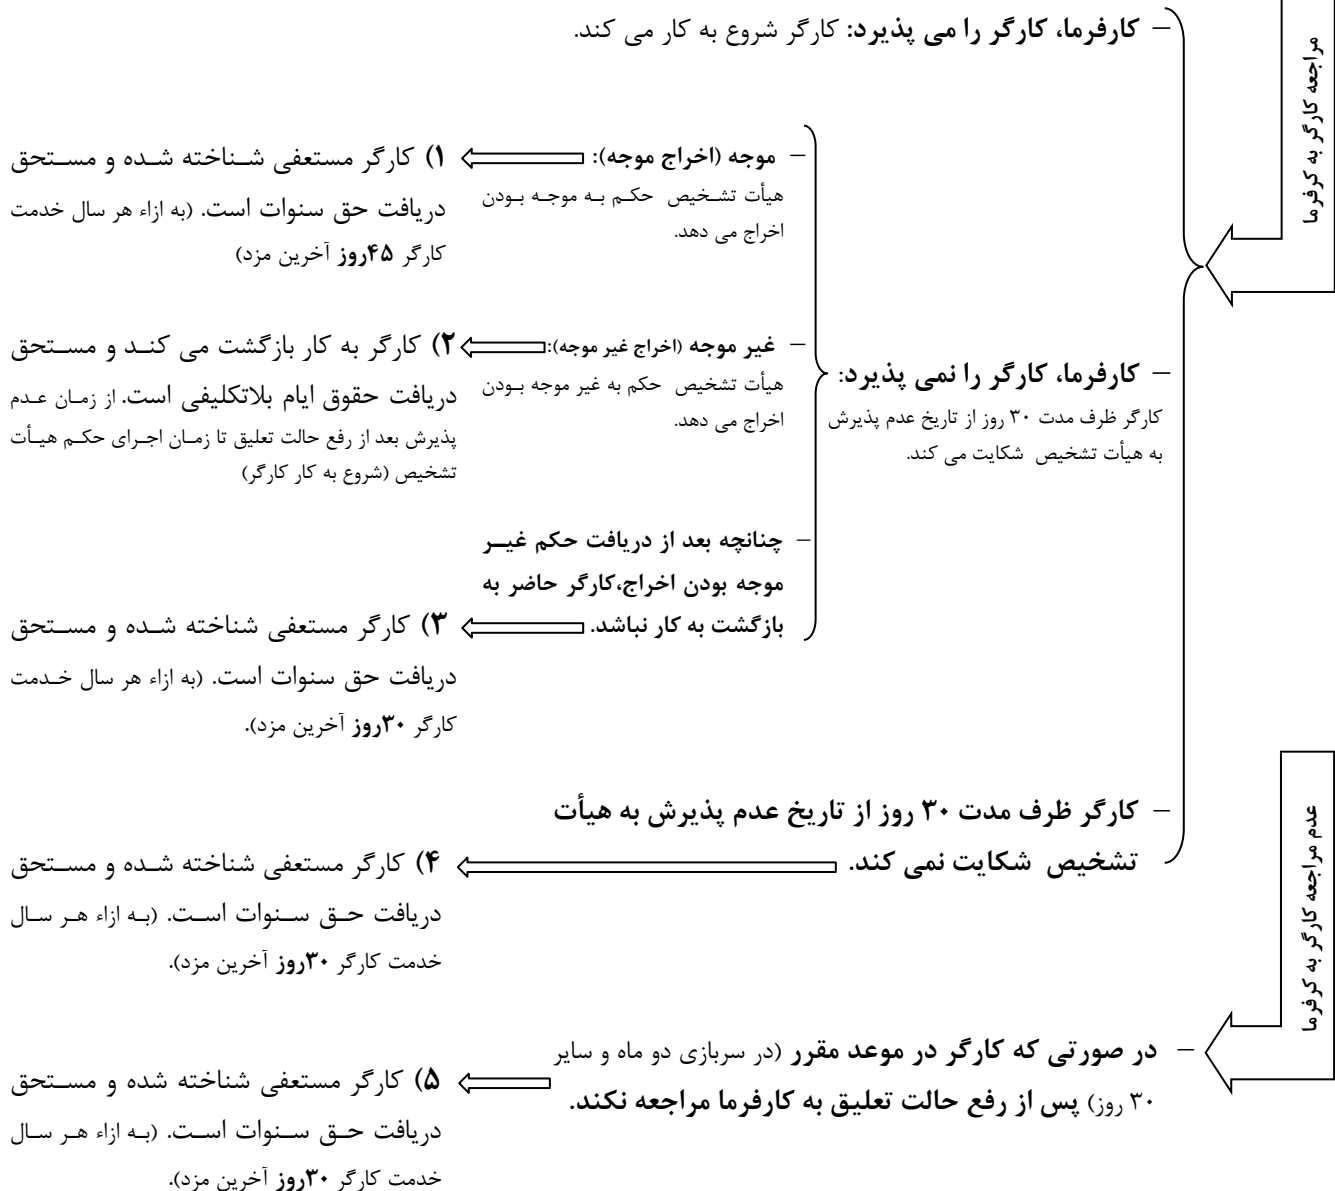 مراجعه کارگر به کرفرما
– کارفرما، کارگر را می پذیرد: کارگر شروع به کار می کند.
– کارفرما، کارگر را نمی پذیرد:
کارگر ظرف مدت ۳۰ روز از تاریخ عدم پذیرش
به هیأت تشخیص شکایت می کند.
– موجه (اخراج موجه):
هیأت تشخیص حکم به موجه بودن
اخراج می دهد.
۱) کارگر مستعفی شناخته شده و مستحق
دریافت حق سنوات است. (به ازاء هر سال خدمت
کارگر ۴۵روز آخرین مزد)
– غیر موجه (اخراج غیر موجه):
هیأت تشخیص حکم به غیر موجه بودن
اخراج می دهد.
۲) کارگر به کار بازگشت می کند و مستحق
دریافت حقوق ایام بلاتکلیفی است. از زمان عدم
پذیرش بعد از رفع حالت تعلیق تا زمان اجرای حکم هیأت
تشخیص (شروع به کار کارگر)
– چنانچه بعد از دریافت حکم غیر
موجه بودن اخراج،کارگر حاضر به
بازگشت به کار نباشد.
۳) کارگر مستعفی شناخته شده و مستحق
دریافت حق سنوات است. (به ازاء هر سال خدمت
کارگر ۳۰روز آخرین مزد).
– کارگر ظرف مدت ۳۰ روز از تاریخ عدم پذیرش به هیأت
تشخیص شکایت نمی کند.
۴) کارگر مستعفی شناخته شده و مستحق
دریافت حق سنوات است. (به ازاء هر سال
خدمت کارگر ۳۰روز آخرین مزد).
عدم مراجعه کارگر به کرفرما
– در صورتی که کارگر در موعد مقرر (در سربازی دو ماه و سایر
۳۰ روز) پس از رفع حالت تعلیق به کارفرما مراجعه نکند.
۵) کارگر مستعفی شناخته شده و مستحق
دریافت حق سنوات است. (به ازاء هر سال
خدمت کارگر ۳۰روز آخرین مزد).